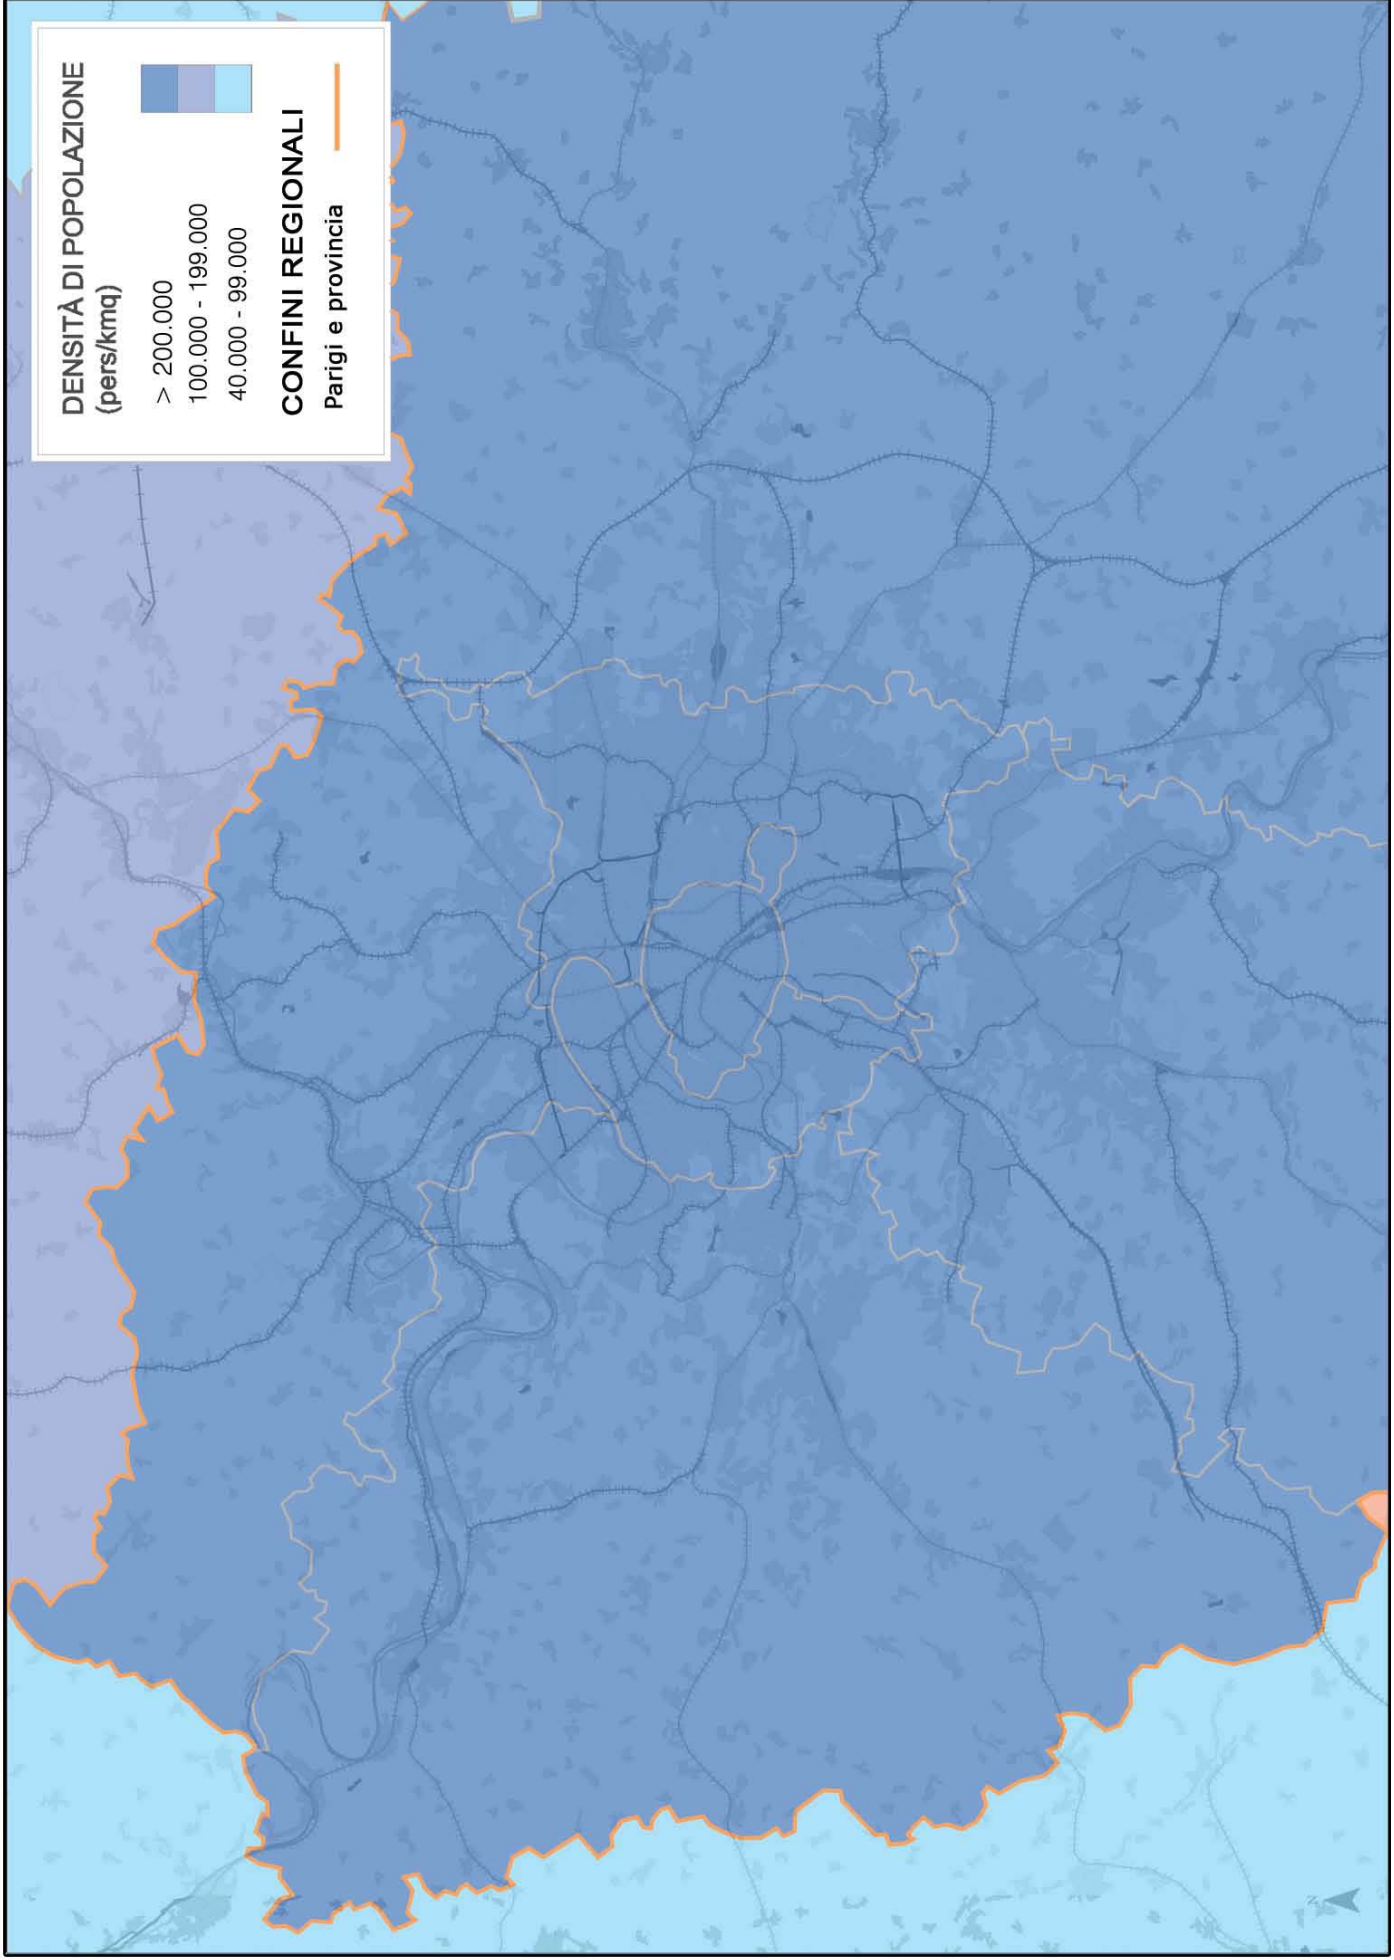 DENSITÀ DI POPOLAZIONE
(pers/kmq)
> 200.000
100.000 - 199.000
40.000 - 99.000
CONFINI REGIONALI
Parigi e provincia
N